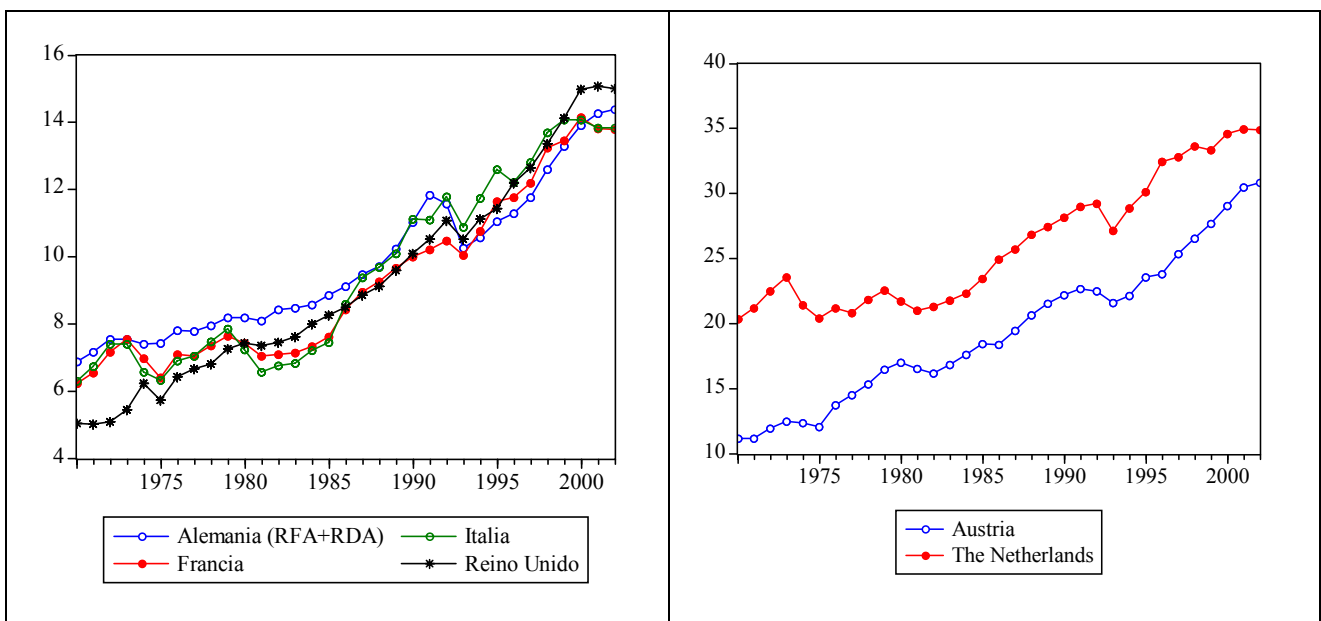 16
14
12
10
8
6
4
1975 1980 1985 1990 1995 2000
Alemania (RFA+RDA) Italia
Francia Reino Unido
40
35
30
25
20
15
10
1975 1980 1985 1990 1995 2000
Austria
The Netherlands